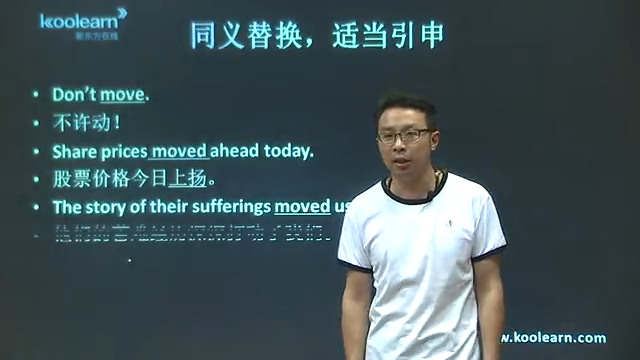 koolearn
新东方在线
同义替换，适当引申
• Don't move.
• 不许动！
• Share prices moved ahead today.
• 股票价格今日上扬。
• The story of their sufferings moved us
w.koolearn.com